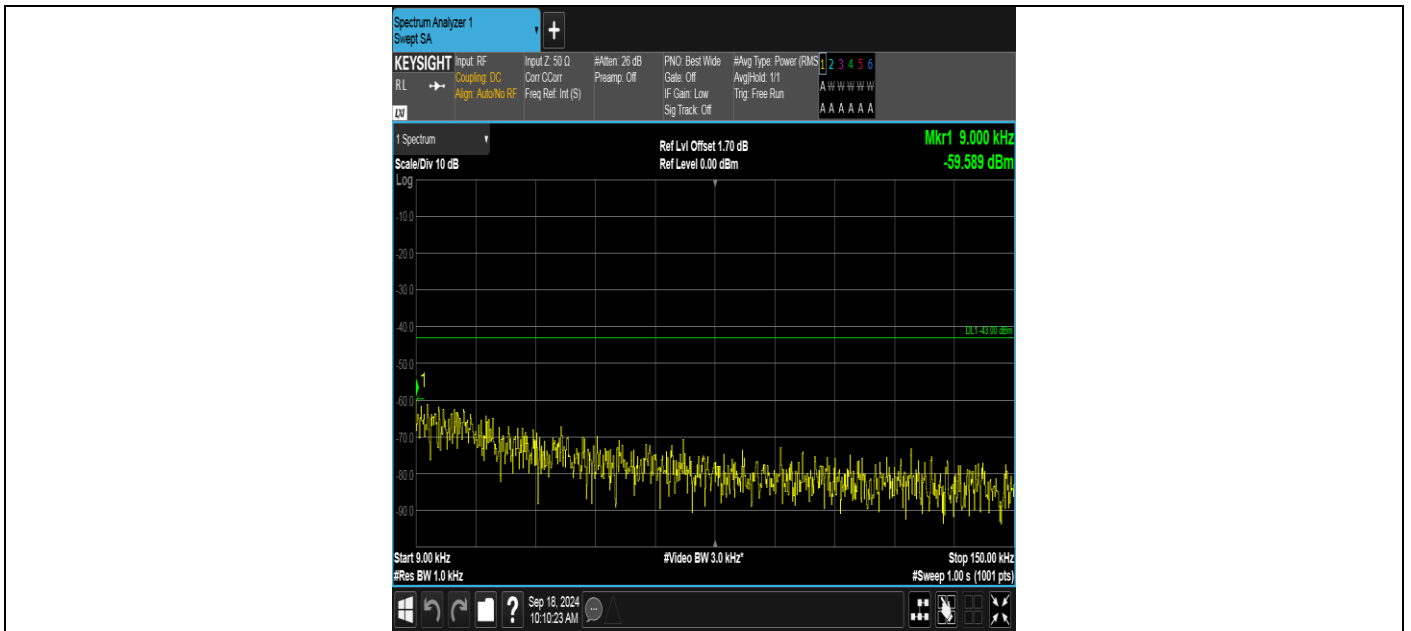 Spectrum Analyzer 1
Swept SA
KEYSIGHT
RL
LXI
Input: RF
Coupling: DC
Align: Auto/No RF
Input Z: 50 Ω
Corr CCorr
Freq Ref: Int (S)
#Atten: 26 dB
Preamp: Off
PNO: Best Wide
Gate: Off
IF Gain: Low
Sig Track: Off
#Avg Type: Power (RMS
Avg|Hold: 1/1
Trig: Free Run
1 2 3 4 5 6
A W W W W W
A A A A A A
1 Spectrum
Scale/Div 10 dB
Log
Ref Lvl Offset 1.70 dB
Ref Level 0.00 dBm
Mkr1 9.000 kHz
-59.589 dBm
-10.0
-20.0
-30.0
-40.0
DL1 -43.00 dBm
-50.0
1
-60.0
-70.0
-80.0
-90.0
Start 9.00 kHz
#Res BW 1.0 kHz
#Video BW 3.0 kHz*
Stop 150.00 kHz
#Sweep 1.00 s (1001 pts)
?
Sep 18, 2024
10:10:23 AM